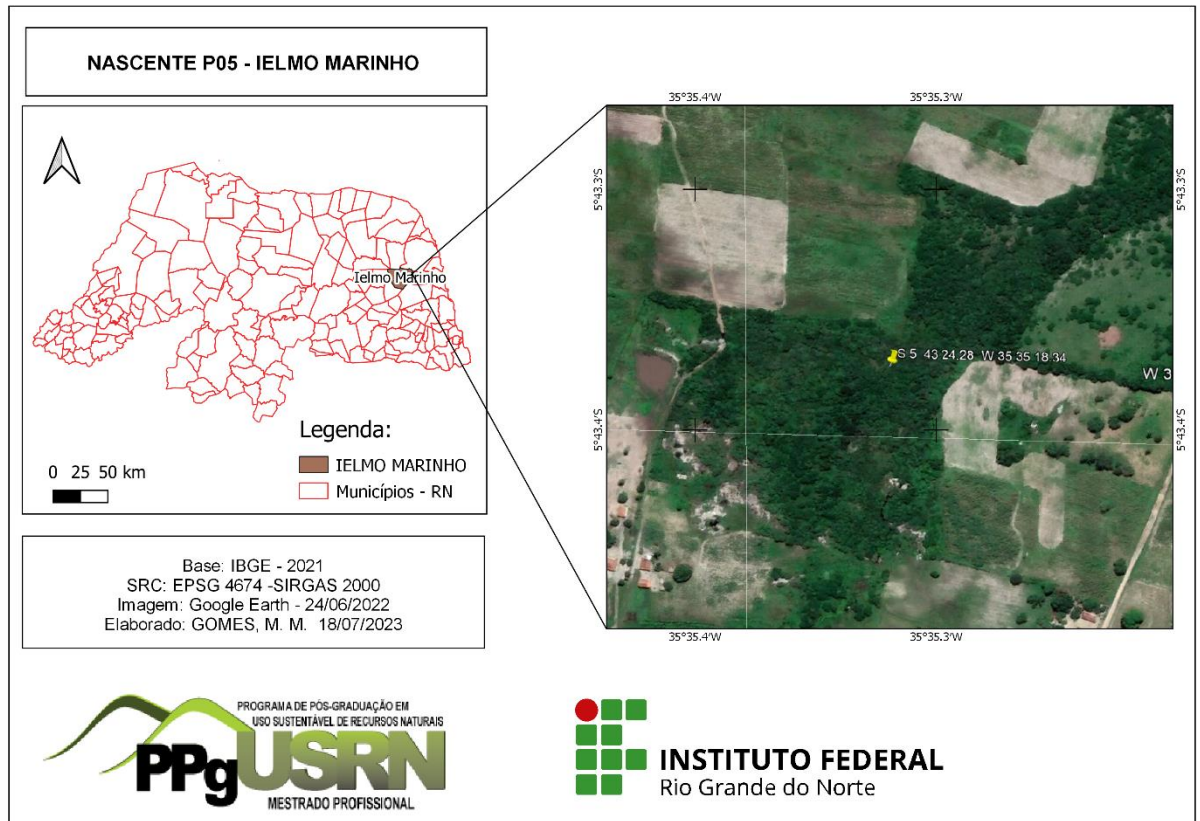 NASCENTE P05 - IELMO MARINHO
Ielmo Marinho
Legenda:
IELMO MARINHO
Municípios - RN
0 25 50 km
Base: IBGE - 2021
SRC: EPSG 4674 -SIRGAS 2000
Imagem: Google Earth - 24/06/2022
Elaborado: GOMES, M. M. 18/07/2023
35°35.4'W 35°35.3'W
5°43.3'S 5°43.3'S
S 5 43 24,28 W 35 35 18 34
W 3
5°43.4'S 5°43.4'S
35°35.4'W 35°35.3'W
PROGRAMA DE PÓS-GRADUAÇÃO EM
USO SUSTENTÁVEL DE RECURSOS NATURAIS
PPgUSRN
MESTRADO PROFISSIONAL
INSTITUTO FEDERAL
Rio Grande do Norte